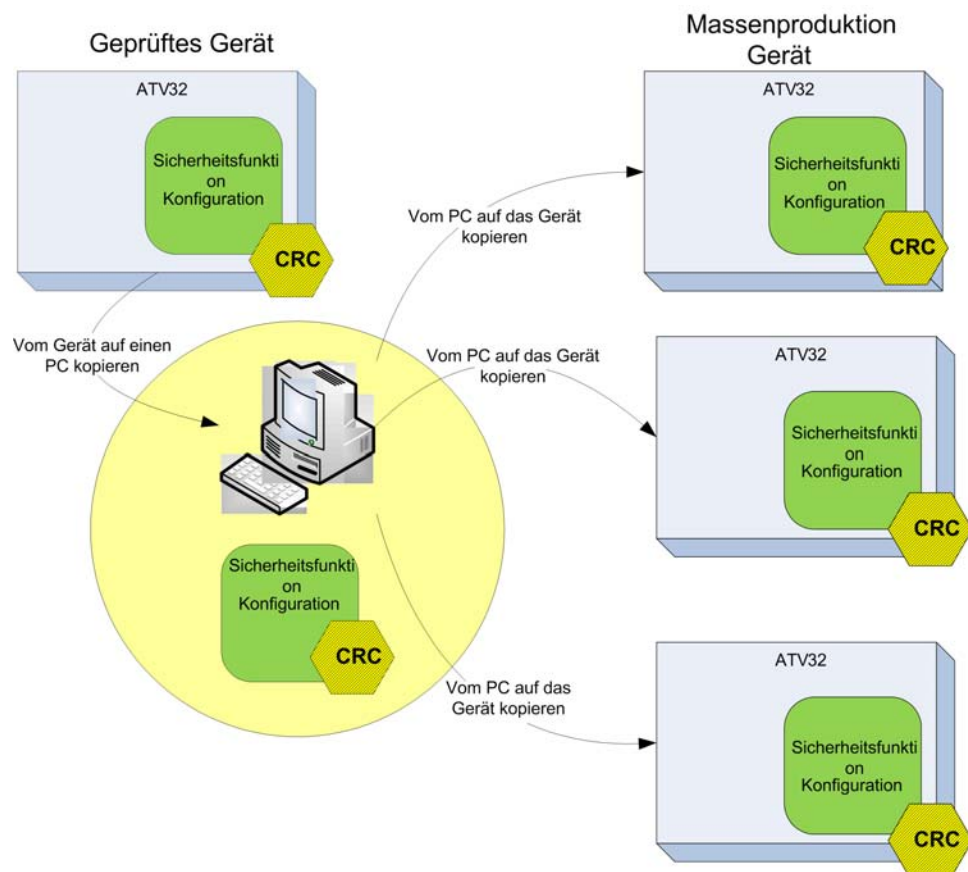 Geprüftes Gerät
ATV32
Sicherheitsfunkti
on
Konfiguration
CRC
Vom Gerät auf einen
PC kopieren
Sicherheitsfunkti
on
Konfiguration
CRC
Vom PC auf das Gerät
kopieren
Vom PC auf das Gerät
kopieren
Vom PC auf das
Gerät kopieren
Massenproduktion
Gerät
ATV32
Sicherheitsfunkti
on
Konfiguration
CRC
ATV32
Sicherheitsfunkti
on
Konfiguration
CRC
ATV32
Sicherheitsfunkti
on
Konfiguration
CRC